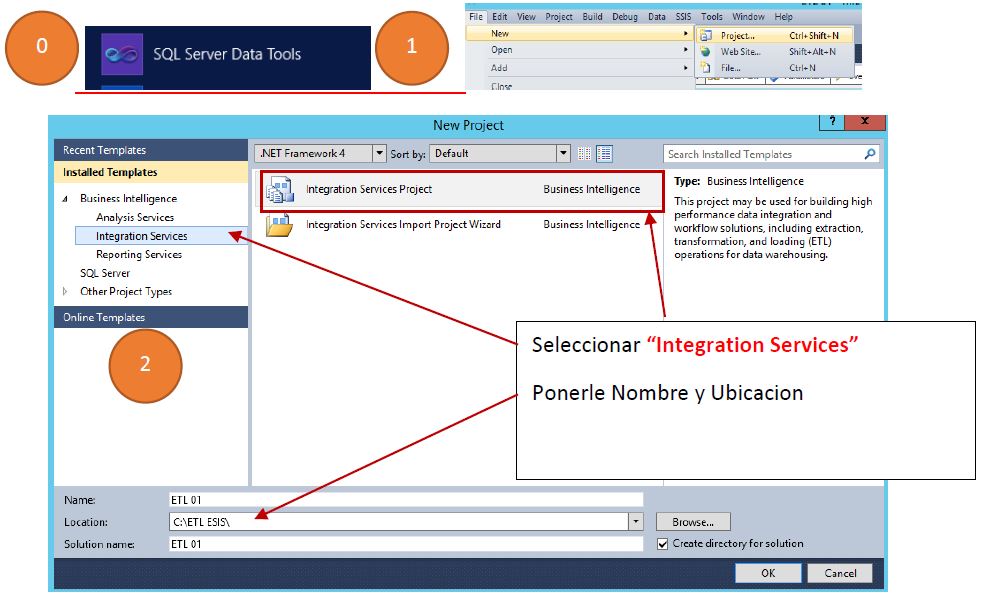 0
SQL Server Data Tools
1
File Edit View Project Build Debug Data SSIS Tools Window Help
New
Open
Add
Close
Project... Ctrl+Shift+N
Web Site... Shift+Alt+N
File... Ctrl+N
New Project
? x
Recent Templates
Installed Templates
Business Intelligence
Analysis Services
Integration Services
Reporting Services
SQL Server
Other Project Types
Online Templates
2
.NET Framework 4 Sort by: Default
Search Installed Templates
Integration Services Project Business Intelligence
Integration Services Import Project Wizard Business Intelligence
Type: Business Intelligence
This project may be used for building high
performance data integration and
workflow solutions, including extraction,
transformation, and loading (ETL)
operations for data warehousing.
Seleccionar “Integration Services”
Ponerle Nombre y Ubicacion
Name: ETL 01
Location: C:\ETL ESIS\ Browse...
Solution name: ETL 01 Create directory for solution
OK Cancel